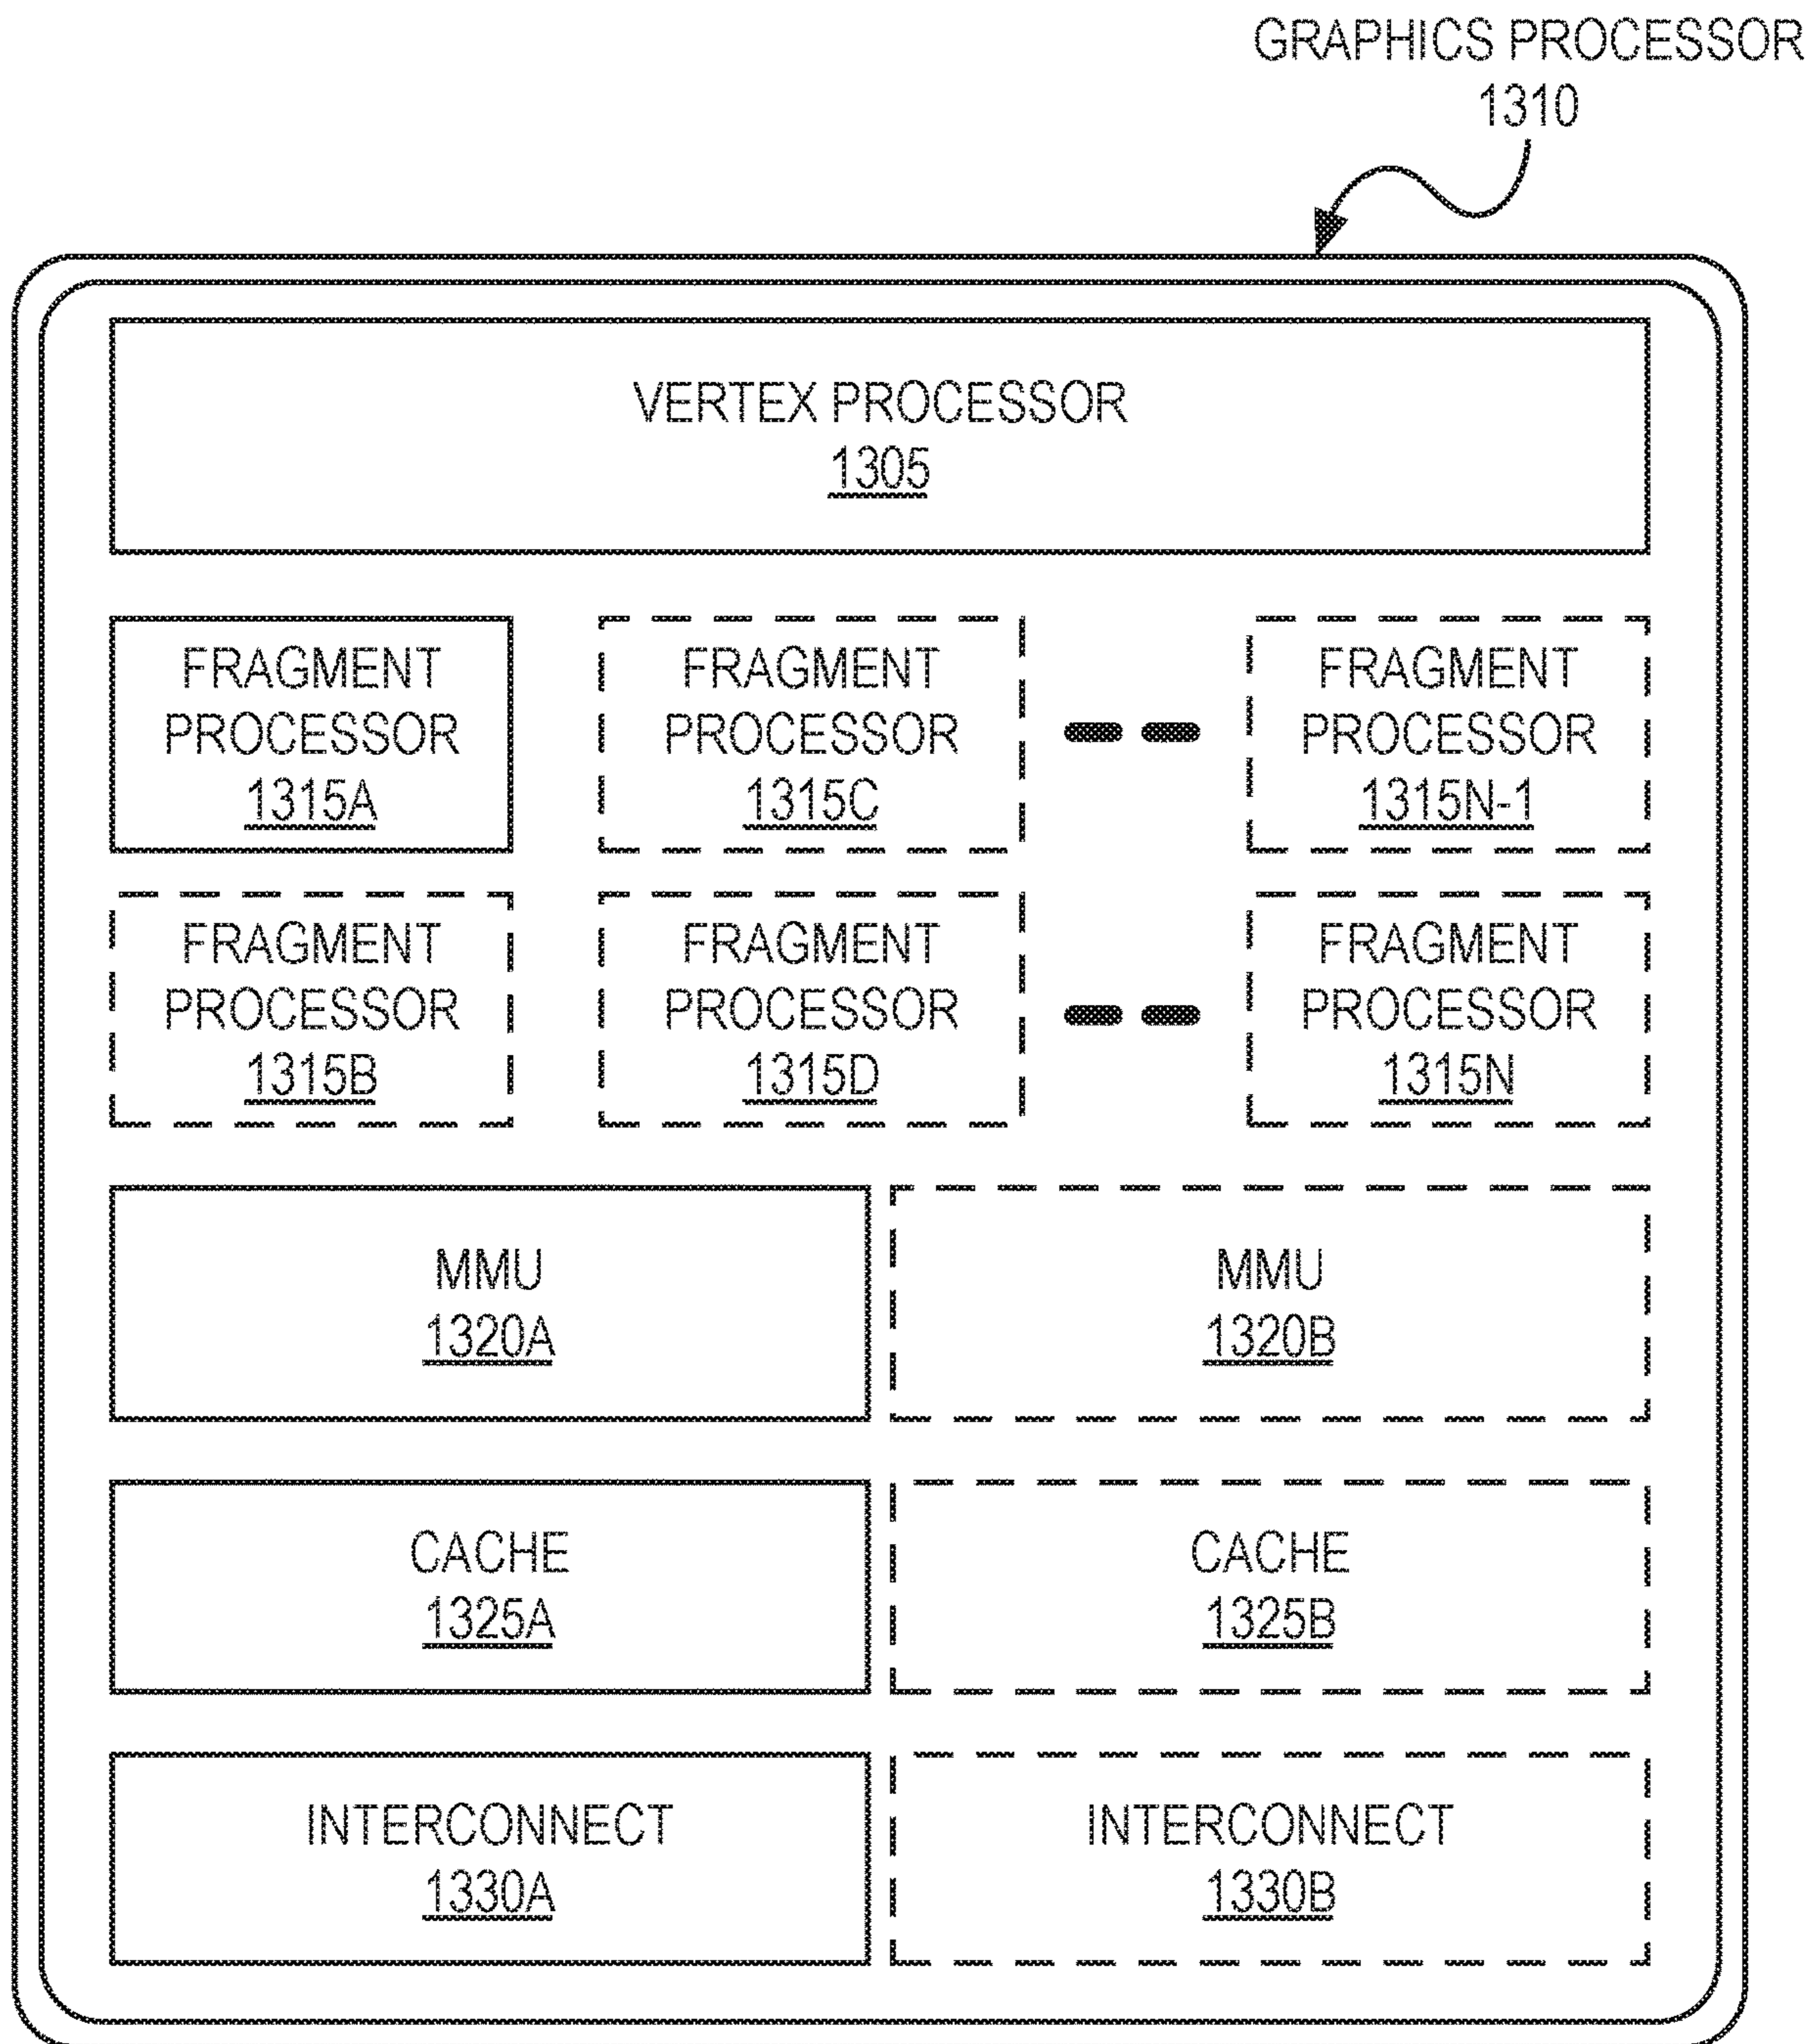 GRAPHICS PROCESSOR
1310
VERTEX PROCESSOR
1305
FRAGMENT
PROCESSOR
1315A
FRAGMENT
PROCESSOR
1315C
FRAGMENT
PROCESSOR
1315N-1
FRAGMENT
PROCESSOR
1315B
FRAGMENT
PROCESSOR
1315D
FRAGMENT
PROCESSOR
1315N
MMU
1320A
MMU
1320B
CACHE
1325A
CACHE
1325B
INTERCONNECT
1330A
INTERCONNECT
1330B